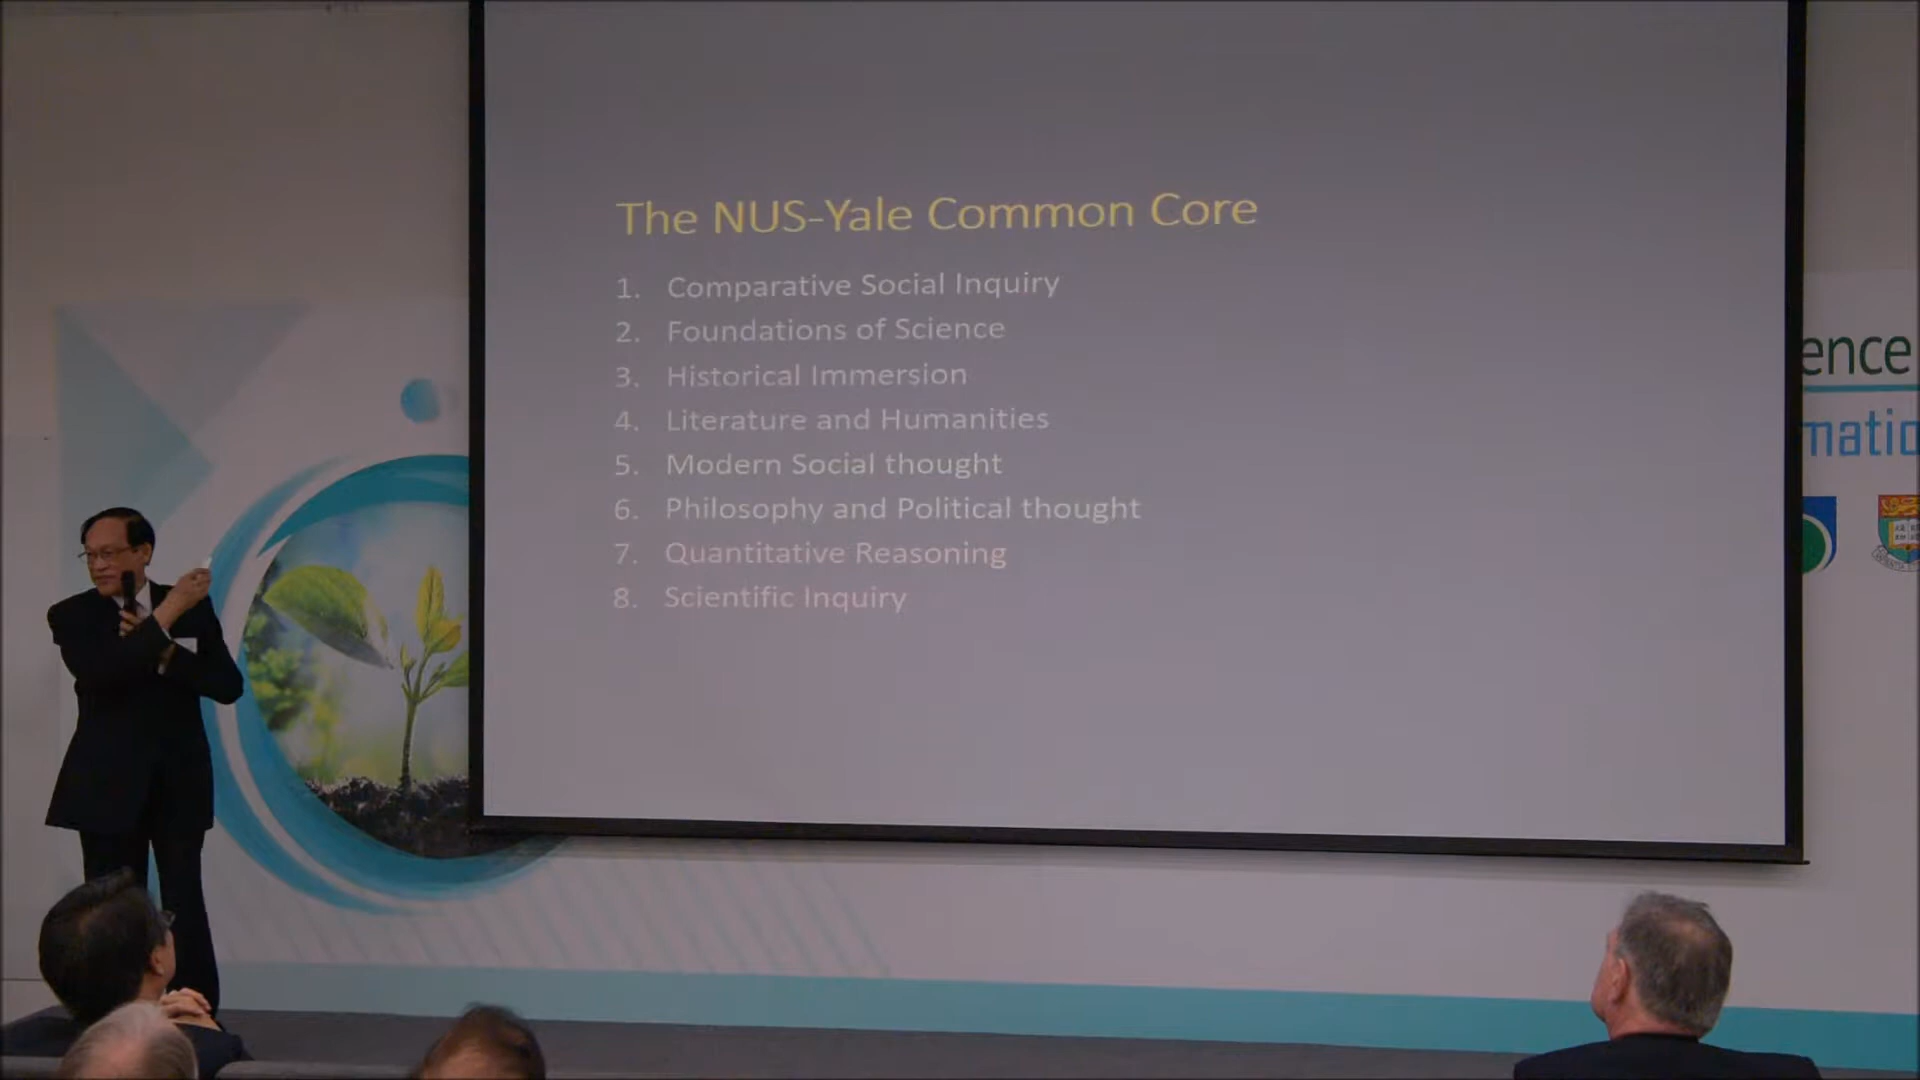 The NUS-Yale Common Core
1. Comparative Social Inquiry
2. Foundations of Science
3. Historical Immersion
4. Literature and Humanities
5. Modern Social thought
6. Philosophy and Political thought
7. Quantitative Reasoning
8. Scientific Inquiry
ence
matio